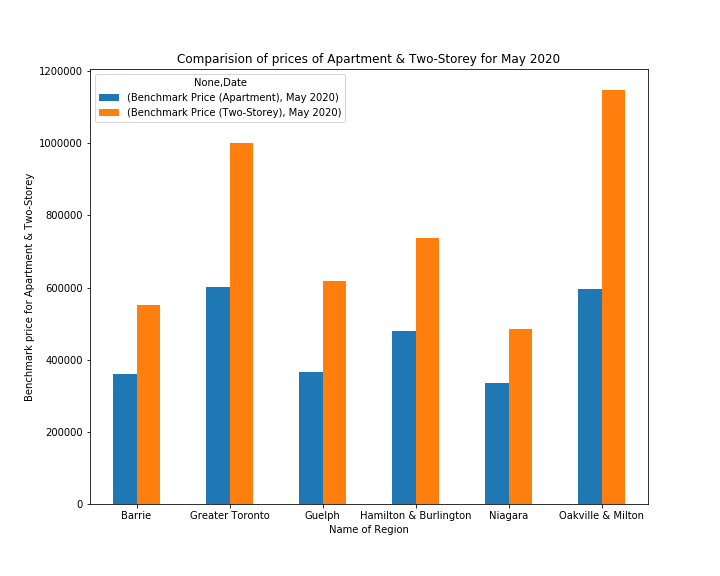 Comparision of prices of Apartment & Two-Storey for May 2020
None,Date
(Benchmark Price (Apartment), May 2020)
(Benchmark Price (Two-Storey), May 2020)
Benchmark price for Apartment & Two-Storey
1200000
1000000
800000
600000
400000
200000
0
Barrie
Greater Toronto
Guelph
Hamilton & Burlington
Niagara
Oakville & Milton
Name of Region